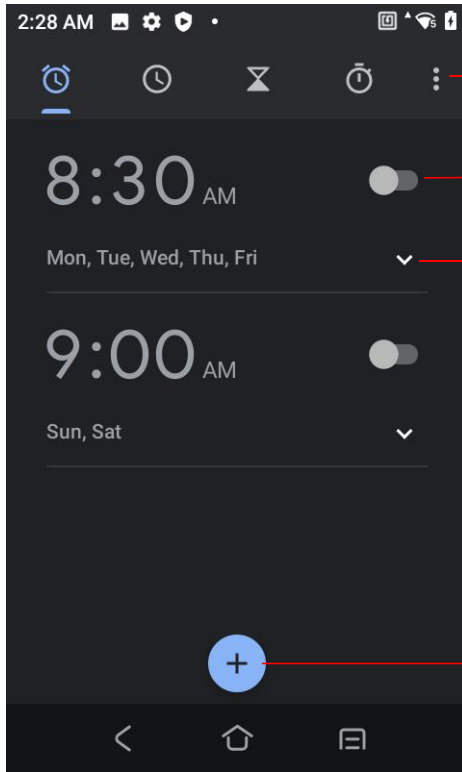 2:28 AM
8:30 AM
Mon, Tue, Wed, Thu, Fri
9:00 AM
Sun, Sat